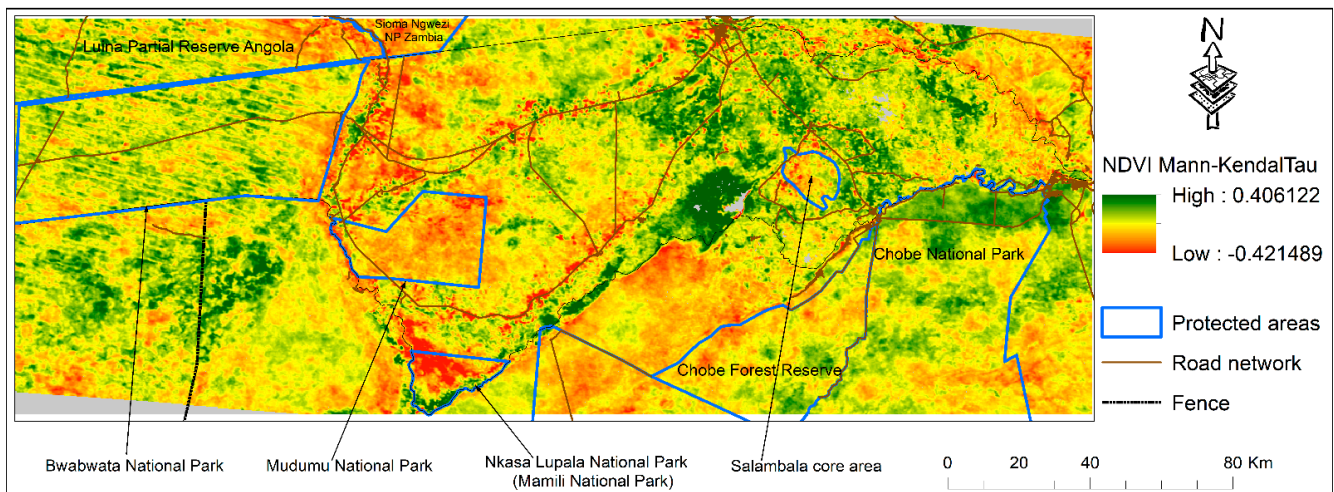 Sioma Ngwezi
NP Zambia
Luina Partial Reserve Angola
N
NDVI Mann-KendalTau
High : 0.406122
Low : -0.421489
Chobe National Park
Protected areas
Chobe Forest Reserve
Road network
Fence
Bwabwata National Park
Mudumu National Park
Nkasa Lupala National Park
(Mamili National Park)
Salambala core area
0 20 40 80 Km